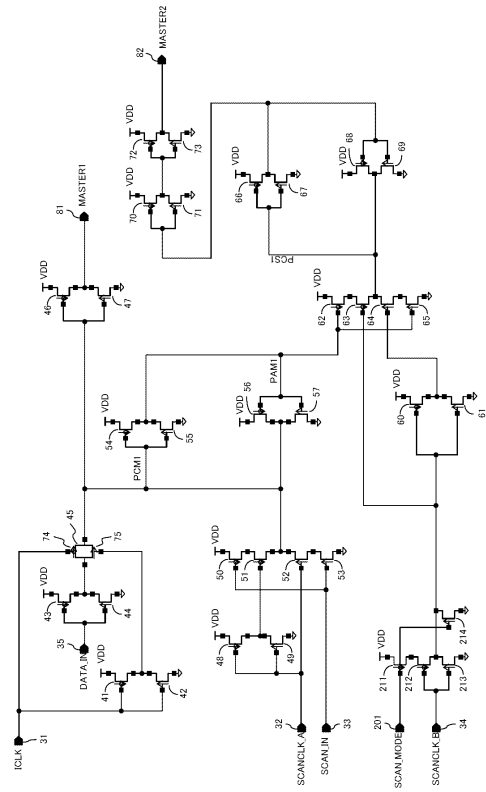 MASTER2
82
VDD
72
73
VDD
70
71
MASTER1
81
VDD
46
47
VDD
66
67
VDD
68
69
PCS1
VDD
62
63
64
65
VDD
54
55
PCM1
PAM1
VDD
56
57
VDD
60
61
74
45
75
VDD
43
44
35
DATA_IN
VDD
41
42
ICLK
31
VDD
50
51
52
53
VDD
48
49
32
SCANCLK_A
33
SCAN_IN
VDD
211
212
213
214
201
SCAN_MODE
34
SCANCLK_B